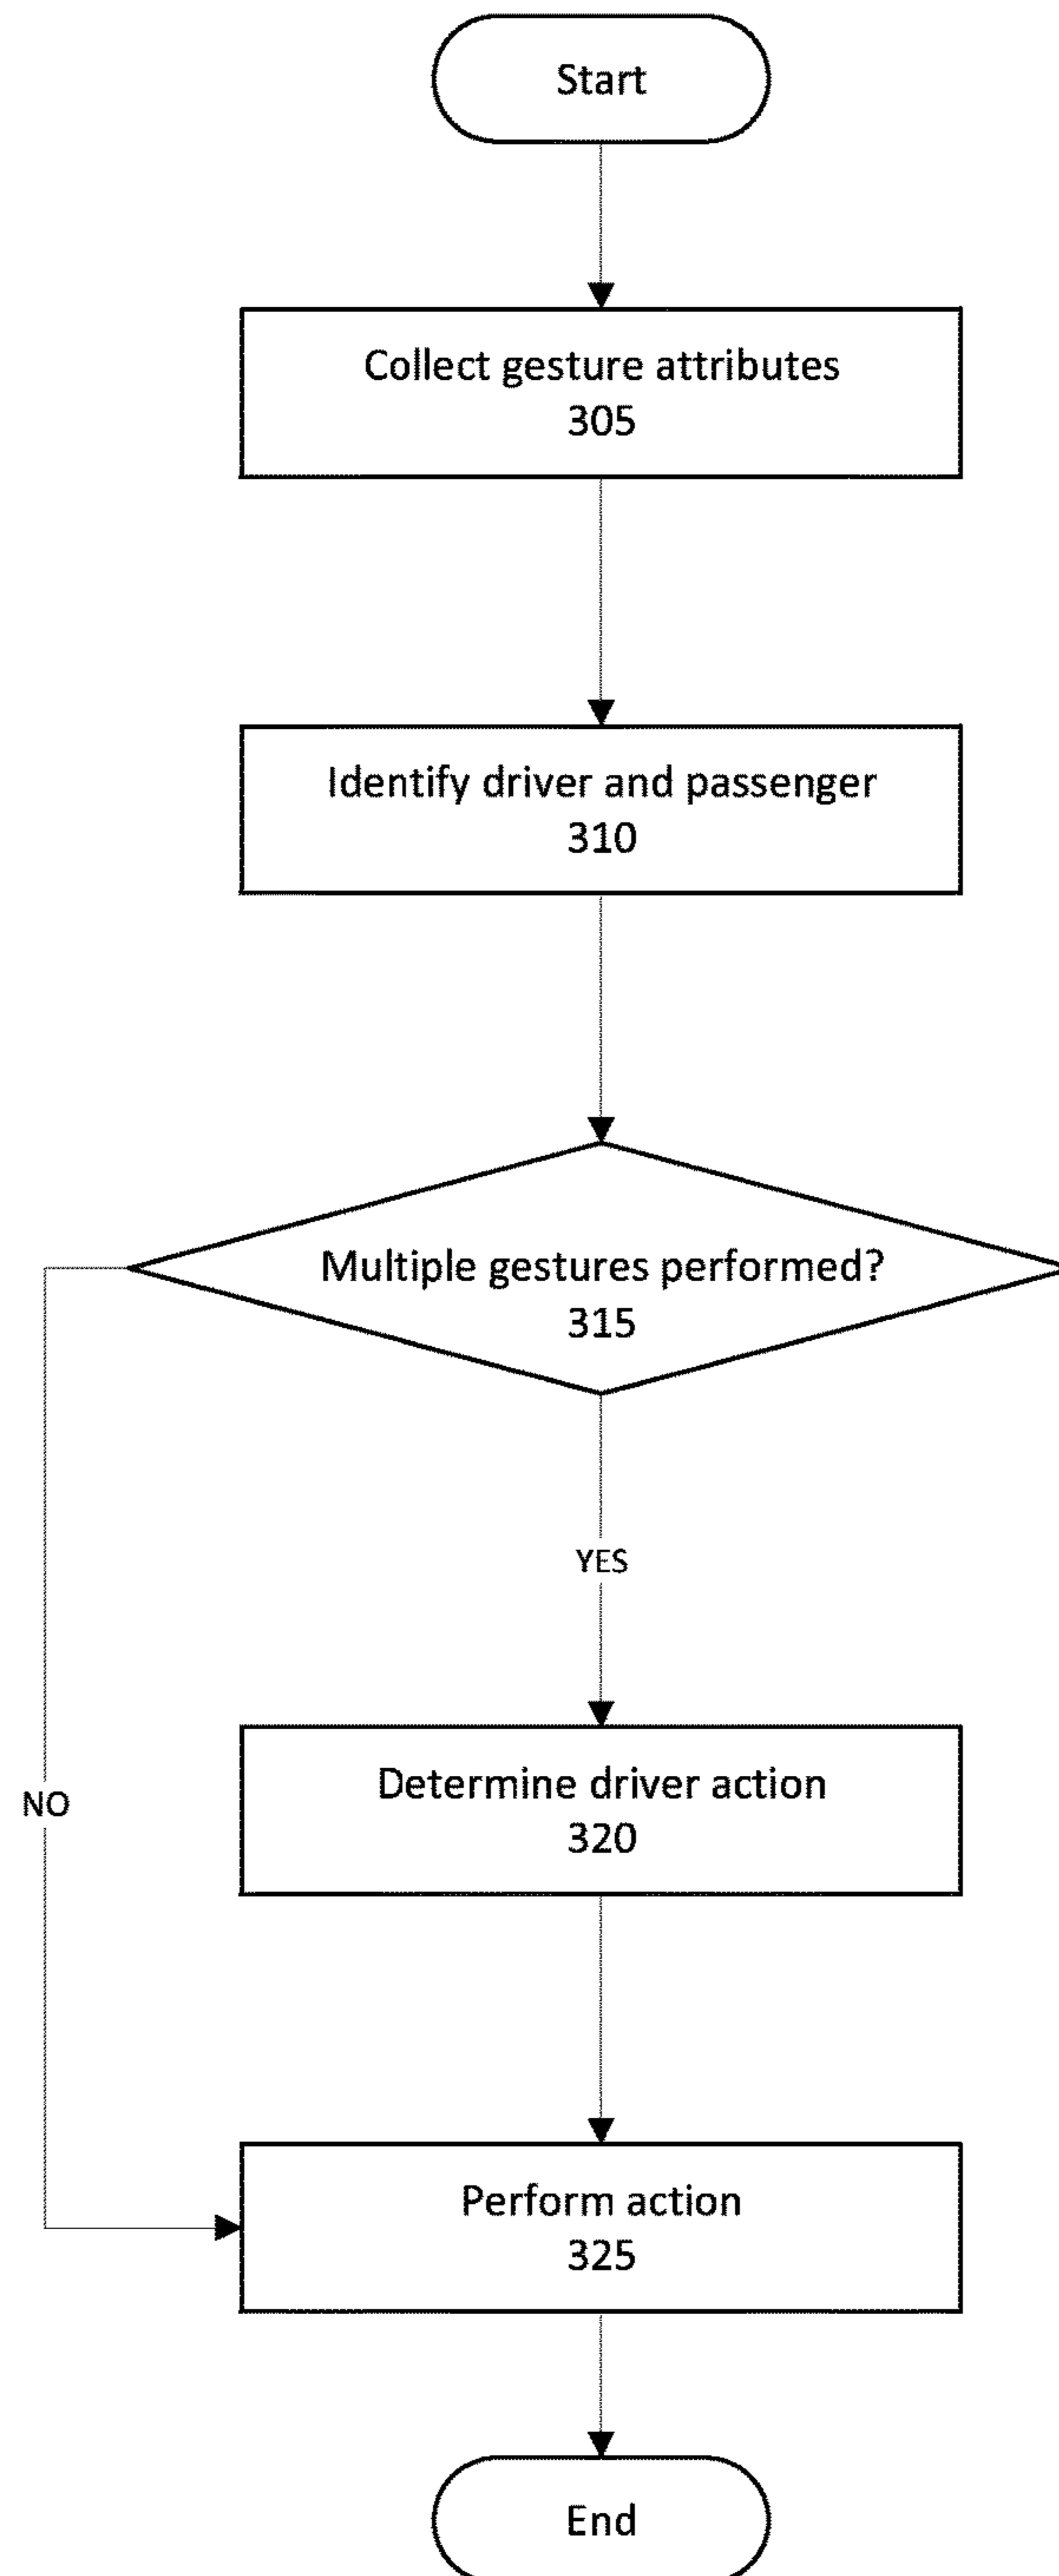 Start
Collect gesture attributes
305
Identify driver and passenger
310
Multiple gestures performed?
315
YES
Determine driver action
320
NO
Perform action
325
End